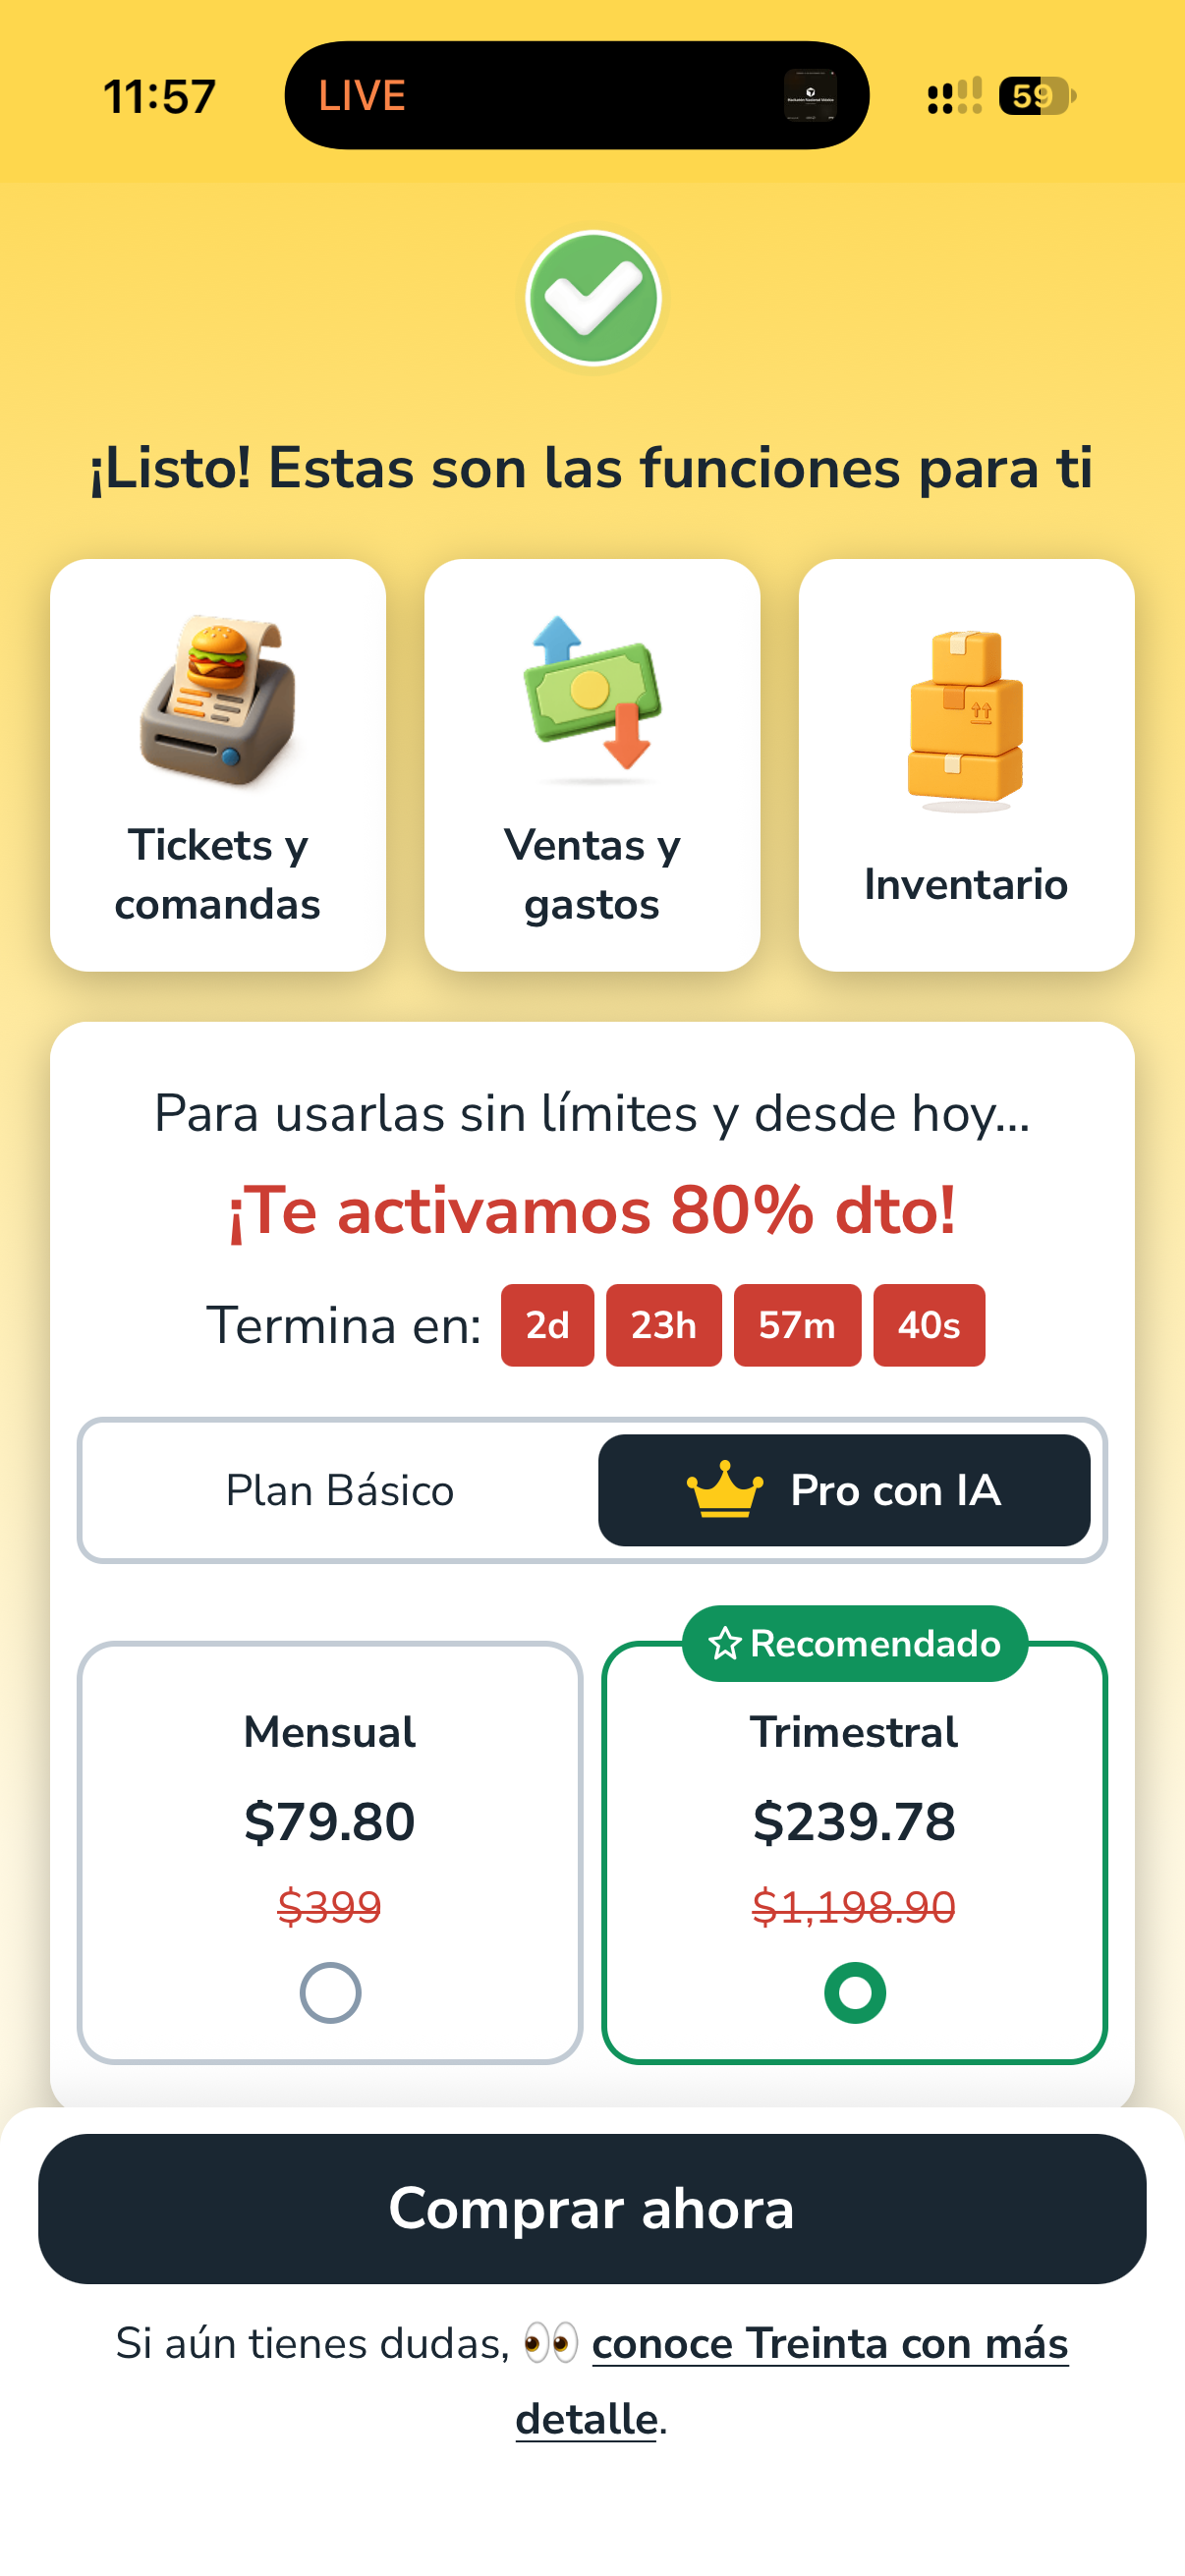 11:57
LIVE
59
¡Listo! Estas son las funciones para ti
Tickets y
comandas
Ventas y
gastos
Inventario
Para usarlas sin límites y desde hoy...
¡Te activamos 80% dto!
Termina en: 2d 23h 57m 40s
Plan Básico
Pro con IA
Recomendado
Mensual
$79.80
$399
Trimestral
$239.78
$1,198.90
Comprar ahora
Si aún tienes dudas, 👀 conoce Treinta con más
detalle.